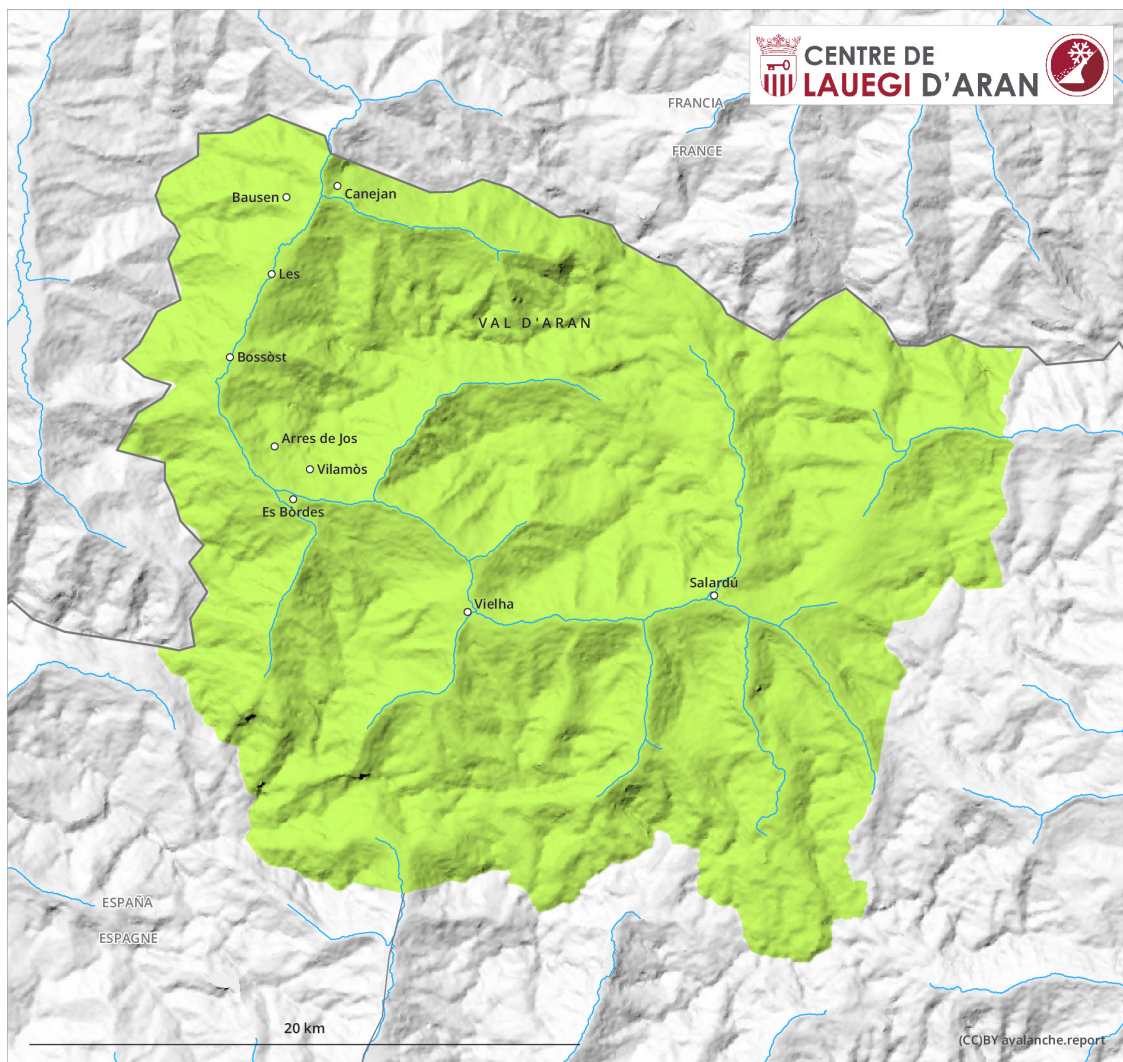 CENTRE DE
LAUEGI D'ARAN
FRANCIA
FRANCE
Canejan
Bausen
Les
VAL D'ARAN
Bossòst
Arres de Jos
Vilamòs
Es Bòrdes
Salardú
Vielha
ESPAÑA
ESPAGNE
20 km
(CC)BY avalanche.report